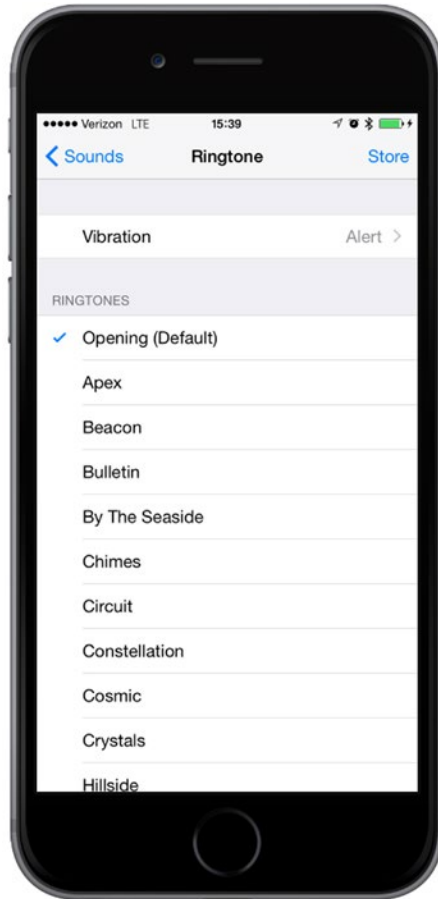 Verizon LTE 15:39
Sounds Ringtone Store
Vibration Alert
RINGTONES
Opening (Default)
Apex
Beacon
Bulletin
By The Seaside
Chimes
Circuit
Constellation
Cosmic
Crystals
Hillside